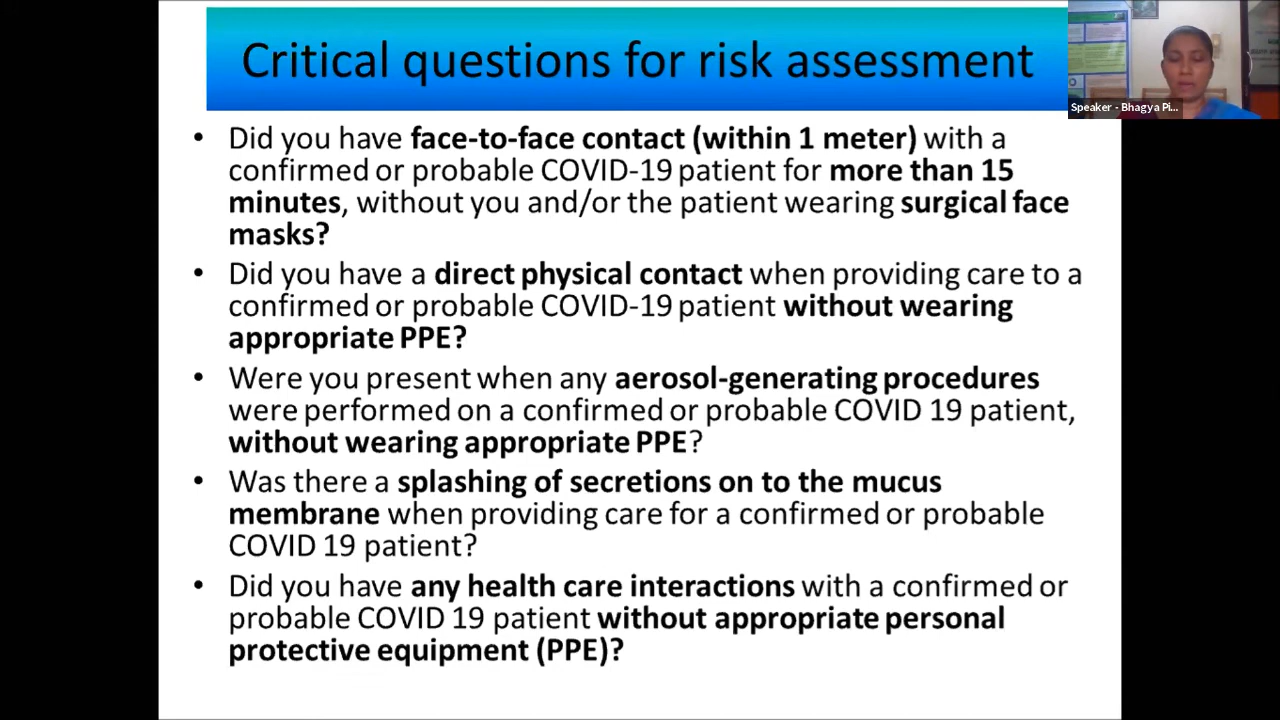 Critical questions for risk assessment
Speaker - Bhagya Pi...
• Did you have face-to-face contact (within 1 meter) with a
confirmed or probable COVID-19 patient for more than 15
minutes, without you and/or the patient wearing surgical face
masks?
• Did you have a direct physical contact when providing care to a
confirmed or probable COVID-19 patient without wearing
appropriate PPE?
• Were you present when any aerosol-generating procedures
were performed on a confirmed or probable COVID 19 patient,
without wearing appropriate PPE?
• Was there a splashing of secretions on to the mucus
membrane when providing care for a confirmed or probable
COVID 19 patient?
• Did you have any health care interactions with a confirmed or
probable COVID 19 patient without appropriate personal
protective equipment (PPE)?